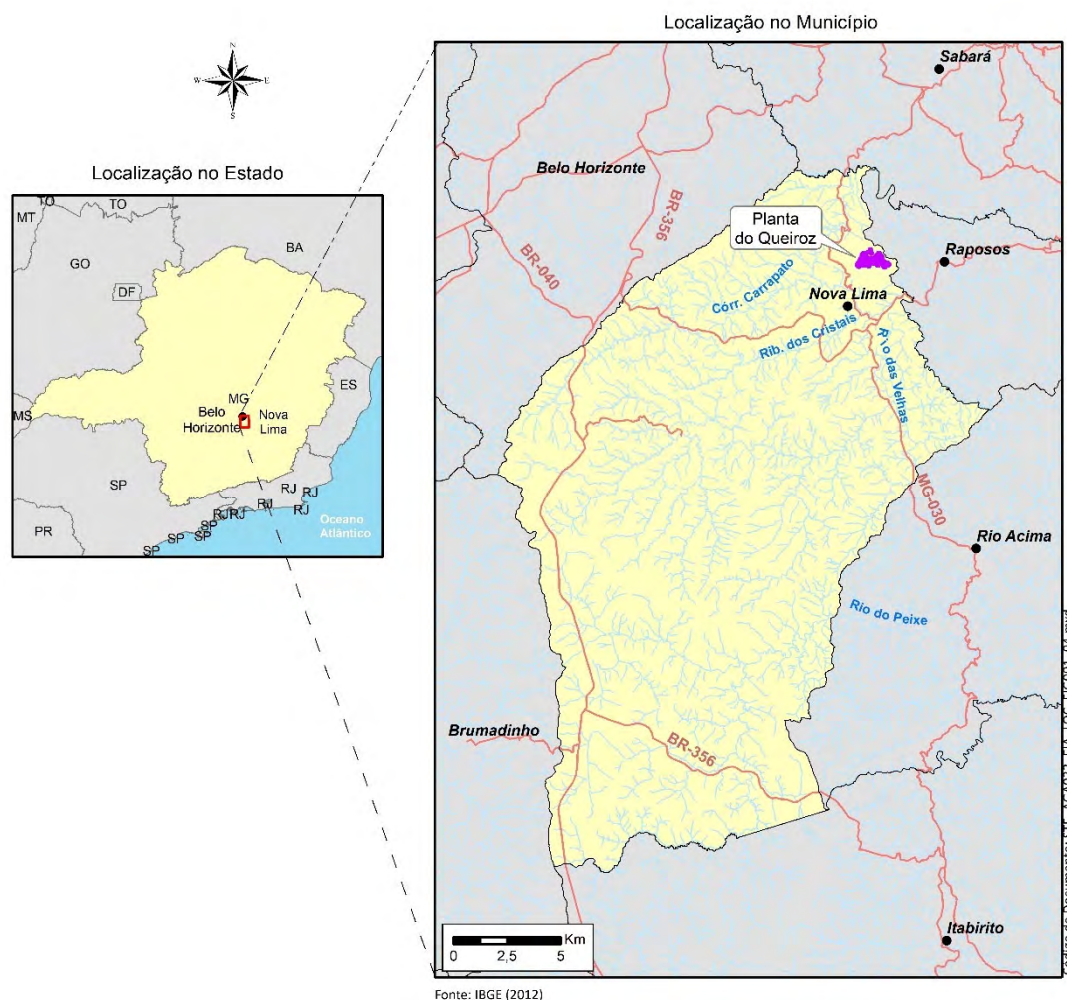 Localização no Município
N
W
E
S
Localização no Estado
TO
TO
MT
BA
GO
DF
ES
MG
MS
Belo
Horizonte
Nova
Lima
SP
RJ
RJ
RJ
RJ
RJ
RJ
SP
SP
SP
SP
PR
Oceano
Atlântico
Sabará
Belo Horizonte
BR-356
Planta
do Queiroz
BR-040
Raposos
Córr. Carrapato
Nova Lima
Rib. dos Cristais
Rio das Velhas
MG-030
Rio Acima
Rio do Peixe
Brumadinho
BR-356
Itabirito
Km
0 2,5 5
Fonte: IBGE (2012)